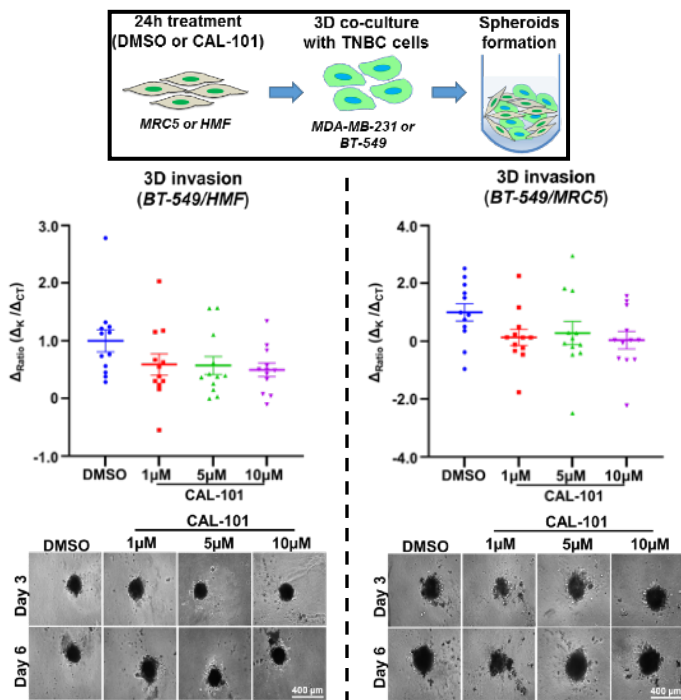 24h treatment
(DMSO or CAL-101)
3D co-culture
with TNBC cells
Spheroids
formation
MRC5 or HMF
MDA-MB-231 or
BT-549
3D invasion
(BT-549/HMF)
ΔRatio (ΔK /ΔCT)
3.0
2.0
1.0
0.0
-1.0
DMSO 1µM 5µM 10µM
CAL-101
CAL-101
DMSO 1µM 5µM 10µM
Day 3
Day 6
400 µm
3D invasion
(BT-549/MRC5)
ΔRatio (ΔK /ΔCT)
4.0
2.0
0.0
-2.0
-4.0
DMSO 1µM 5µM 10µM
CAL-101
CAL-101
DMSO 1µM 5µM 10µM
Day 3
Day 6
400 µm